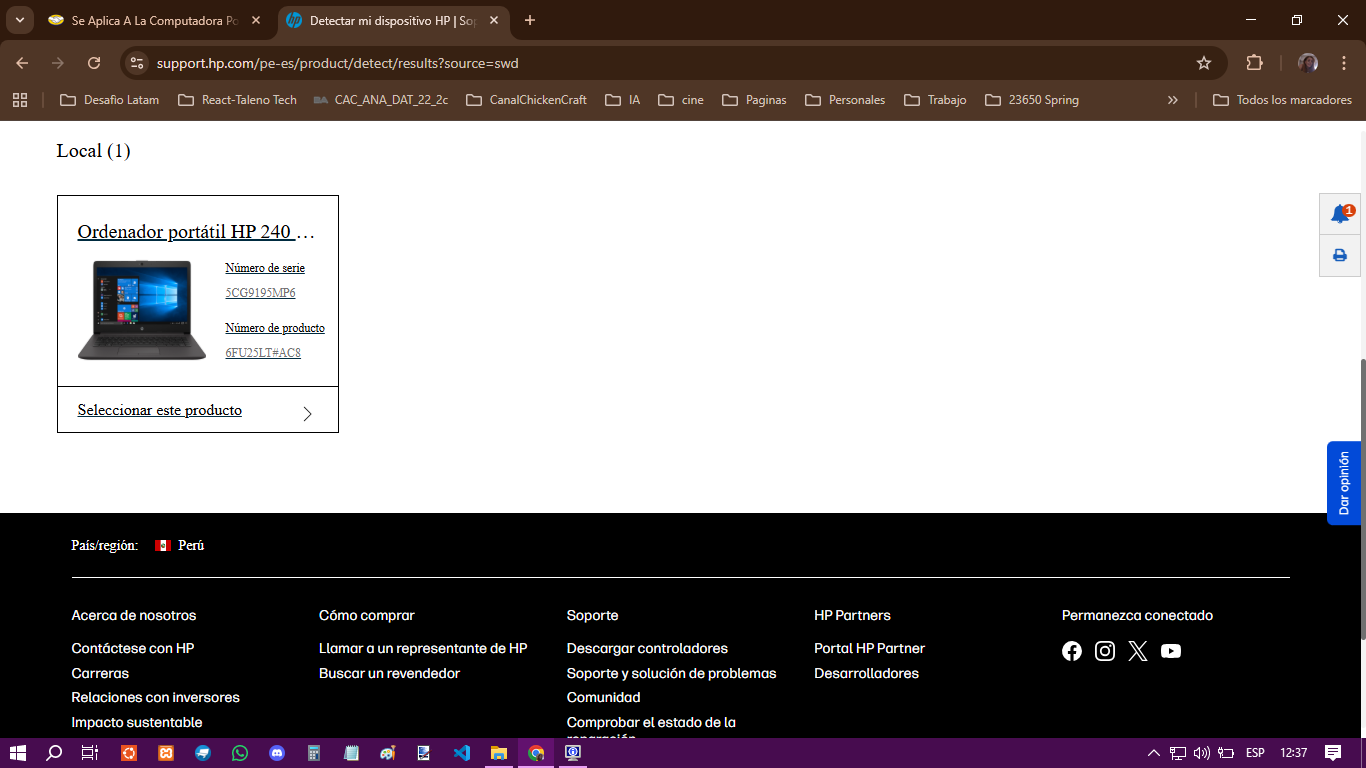 Se Aplica A La Computadora Po
Detectar mi dispositivo HP | Sop
support.hp.com/pe-es/product/detect/results?source=swd
Desafio Latam
React-Taleno Tech
CAC_ANA_DAT_22_2c
CanalChickenCraft
IA
cine
Paginas
Personales
Trabajo
23650 Spring
Todos los marcadores
Local (1)
Ordenador portátil HP 240 …
Número de serie
5CG9195MP6
Número de producto
6FU25LT#AC8
Seleccionar este producto
1
Dar opinión
País/región: Perú
Acerca de nosotros
Contáctese con HP
Carreras
Relaciones con inversores
Impacto sustentable
Cómo comprar
Llamar a un representante de HP
Buscar un revendedor
Soporte
Descargar controladores
Soporte y solución de problemas
Comunidad
Comprobar el estado de la
reparación
HP Partners
Portal HP Partner
Desarrolladores
Permanezca conectado
ESP
12:37